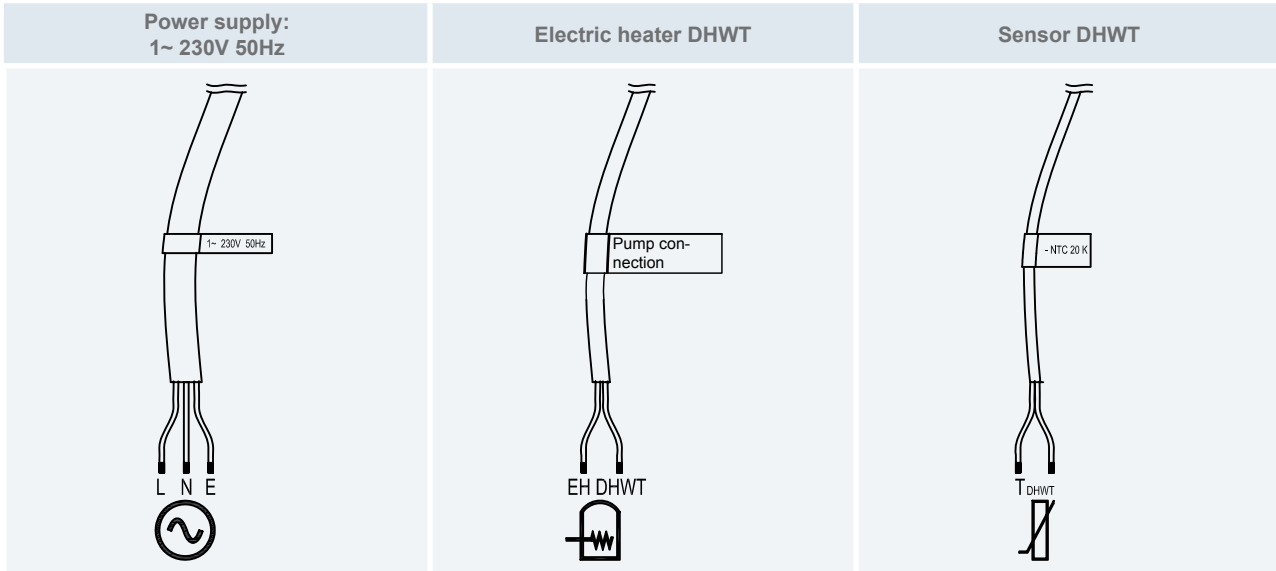 Power supply:
1~ 230V 50Hz
Electric heater DHWT
Sensor DHWT
1~ 230V 50Hz
Pump con-
nection
- NTC 20 K
L N E
EH DHWT
T DHWT